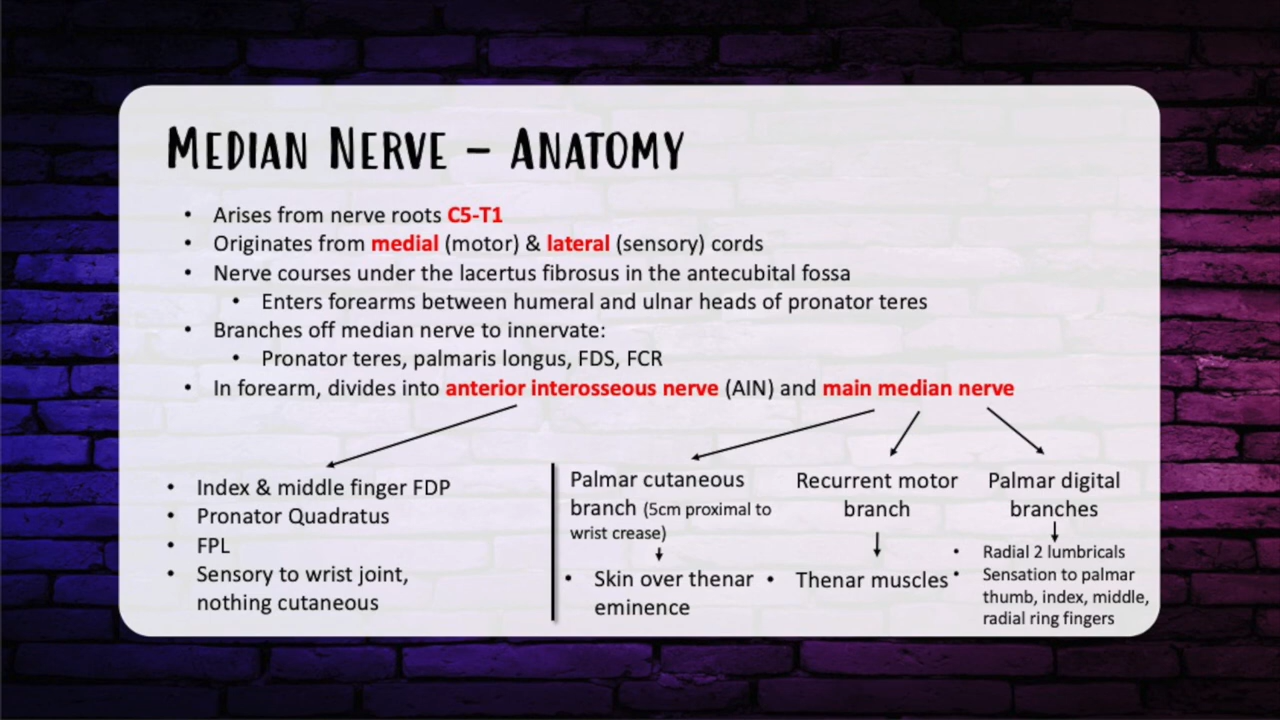 MEDIAN NERVE – ANATOMY
• Arises from nerve roots C5-T1
• Originates from medial (motor) & lateral (sensory) cords
• Nerve courses under the lacertus fibrosus in the antecubital fossa
• Enters forearms between humeral and ulnar heads of pronator teres
• Branches off median nerve to innervate:
• Pronator teres, palmaris longus, FDS, FCR
• In forearm, divides into anterior interosseous nerve (AIN) and main median nerve
• Index & middle finger FDP
• Pronator Quadratus
• FPL
• Sensory to wrist joint,
nothing cutaneous
Palmar cutaneous
branch (5cm proximal to
wrist crease)
• Skin over thenar
eminence
Recurrent motor
branch
• Thenar muscles
Palmar digital
branches
• Radial 2 lumbricals
• Sensation to palmar
thumb, index, middle,
radial ring fingers